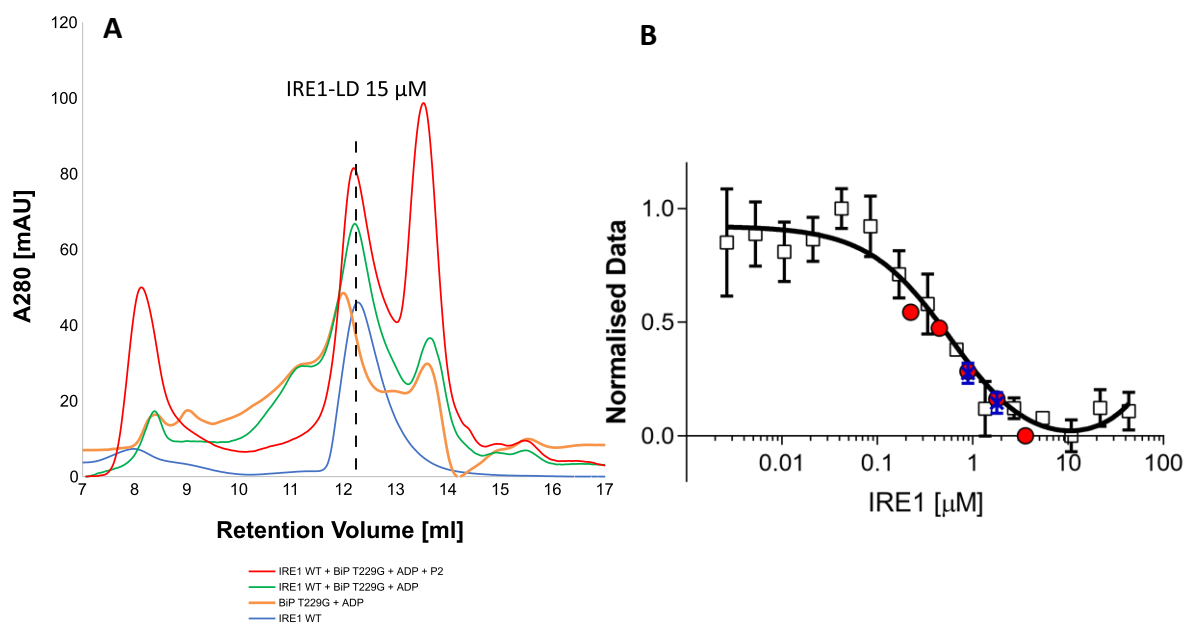 A
120
100
80
60
40
20
0
A280 [mAU]
IRE1-LD 15 µM
7 8 9 10 11 12 13 14 15 16 17
Retention Volume [ml]
IRE1 WT + BiP T229G + ADP + P2
IRE1 WT + BiP T229G + ADP
BiP T229G + ADP
IRE1 WT
B
Normalised Data
1.0
0.5
0.0
0.01 0.1 1 10 100
IRE1 [µM]